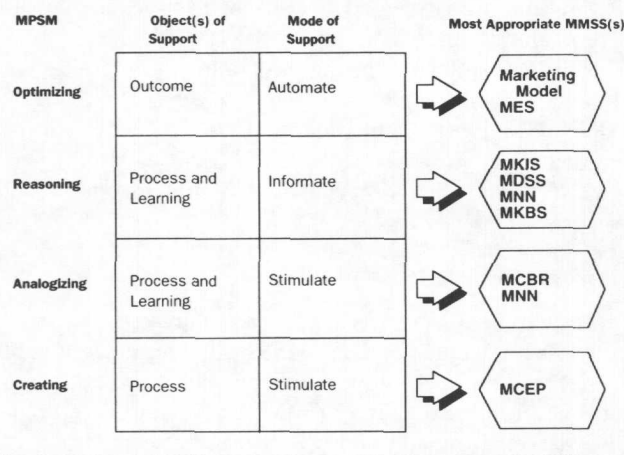 MPSM
Object(s) of
Support
Mode of
Support
Most Appropriate MMSS(s)
Optimizing
Outcome
Automate
Marketing
Model
MES
Reasoning
Process and
Learning
Informate
MKIS
MDSS
MNN
MKBS
Analogizing
Process and
Learning
Stimulate
MCBR
MNN
Creating
Process
Stimulate
MCEP